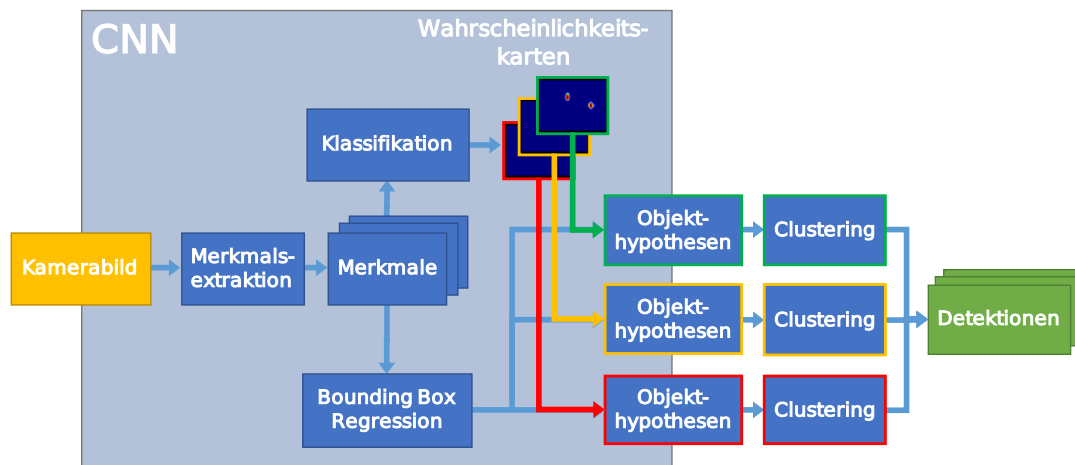 CNN
Wahrscheinlichkeits-
karten
Klassifikation
Kamerabild
Merkmals-
extraktion
Merkmale
Bounding Box
Regression
Objekt-
hypothesen
Clustering
Objekt-
hypothesen
Clustering
Objekt-
hypothesen
Clustering
Detektionen